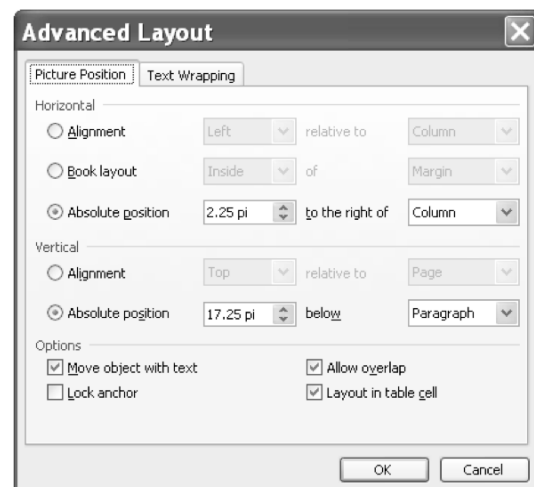 Advanced Layout
Picture Position Text Wrapping
Horizontal
Alignment Left relative to Column
Book layout Inside of Margin
Absolute position 2.25 pi to the right of Column
Vertical
Alignment Top relative to Page
Absolute position 17.25 pi below Paragraph
Options
Move object with text Allow overlap
Lock anchor Layout in table cell
OK Cancel